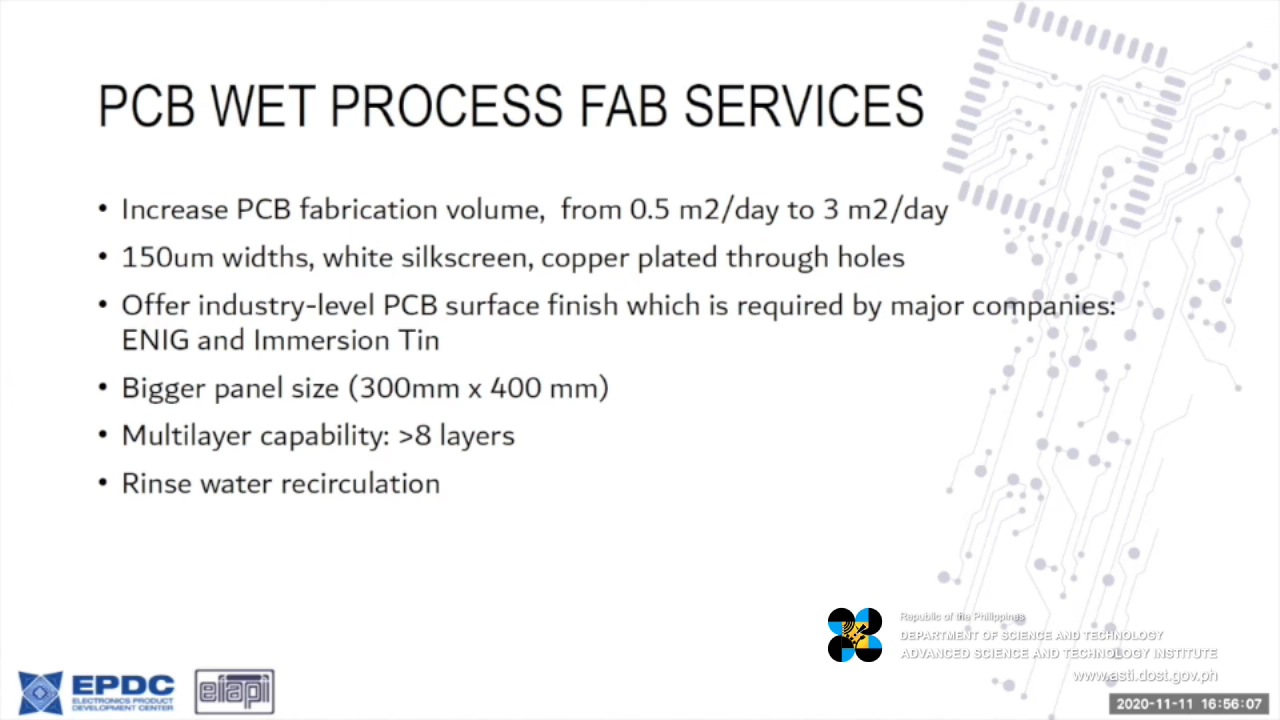 PCB WET PROCESS FAB SERVICES
• Increase PCB fabrication volume, from 0.5 m2/day to 3 m2/day
• 150um widths, white silkscreen, copper plated through holes
• Offer industry-level PCB surface finish which is required by major companies:
ENIG and Immersion Tin
• Bigger panel size (300mm x 400 mm)
• Multilayer capability: >8 layers
• Rinse water recirculation
Republic of the Philippines
DEPARTMENT OF SCIENCE AND TECHNOLOGY
ADVANCED SCIENCE AND TECHNOLOGY INSTITUTE
www.asti.dost.gov.ph
EPDC
ELECTRONICS PRODUCT
DEVELOPMENT CENTER
eiapi
2020-11-11 16:56:07